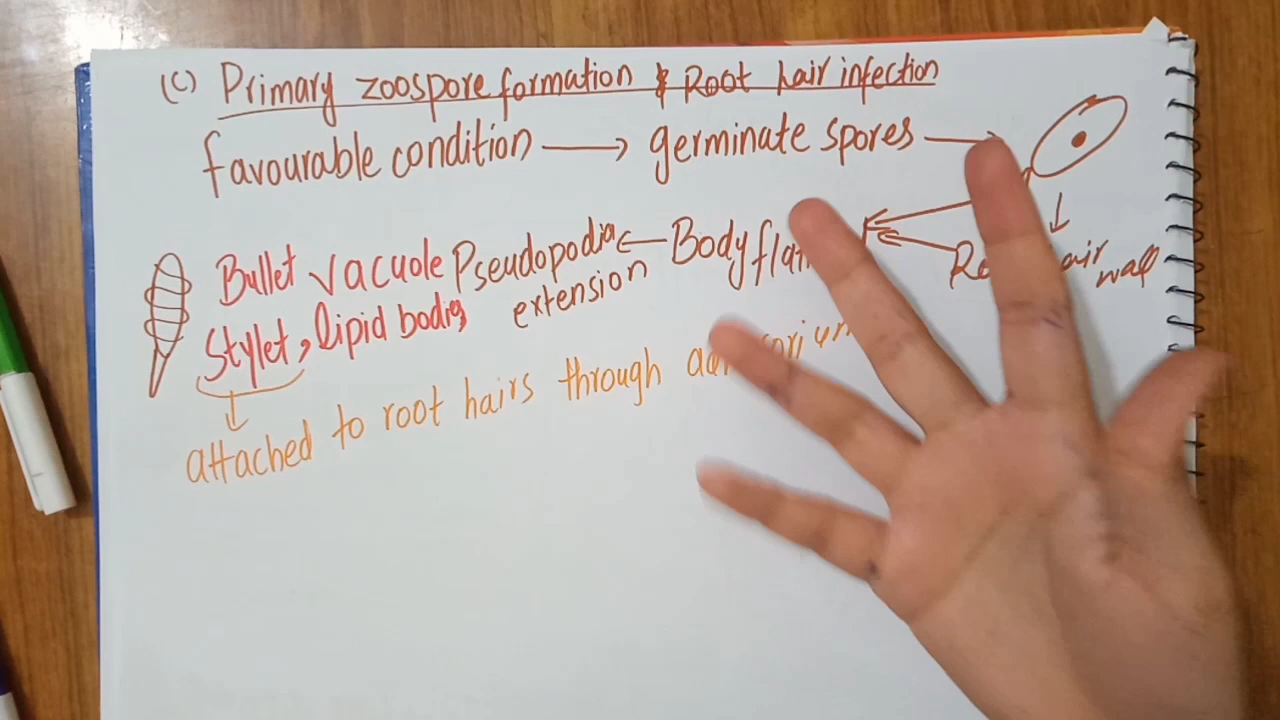 (C) Primary zoospore formation & Root hair infection
favourable condition → germinate spores →
Bullet vacuole Pseudopodia ← Body
Stylet, lipid bodies extension
wall
attached to root hairs through